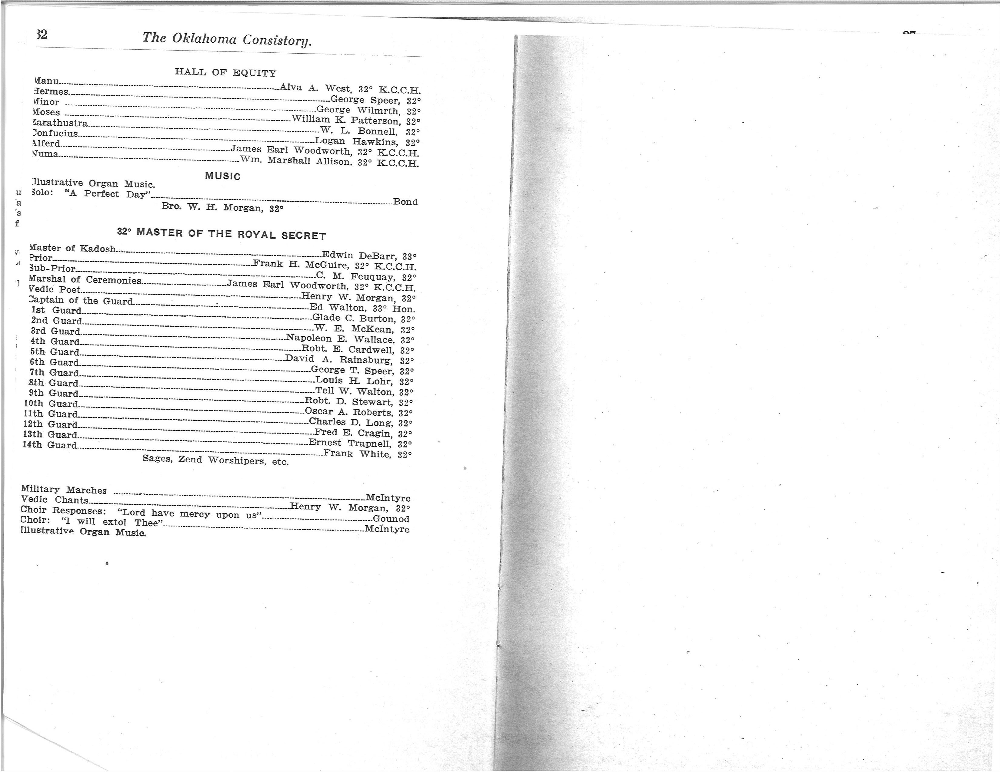 32 The Oklahoma Consistory.
HALL OF EQUITY
Manu Alva A. West, 32° K.C.C.H.
Hermes George Speer, 32°
Minor George Wilmrth, 32°
Moses William K. Patterson, 32°
Zarathustra W. L. Bonnell, 32°
Confucius Logan Hawkins, 32°
Alferd James Earl Woodworth, 32° K.C.C.H.
Numa Wm. Marshall Allison, 32° K.C.C.H.
MUSIC
Illustrative Organ Music.
Solo: "A Perfect Day" Bond
Bro. W. H. Morgan, 32°
32° MASTER OF THE ROYAL SECRET
Master of Kadosh Edwin DeBarr, 33°
Prior Frank H. McGuire, 32° K.C.C.H.
Sub-Prior C. M. Feuquay, 32°
Marshal of Ceremonies James Earl Woodworth, 32° K.C.C.H.
Vedic Poet Henry W. Morgan, 32°
Captain of the Guard Ed Walton, 33° Hon.
1st Guard Glade C. Burton, 32°
2nd Guard W. E. McKean, 32°
3rd Guard Napoleon E. Wallace, 32°
4th Guard Robt. E. Cardwell, 32°
5th Guard David A. Rainsburg, 32°
6th Guard George T. Speer, 32°
7th Guard Louis H. Lohr, 32°
8th Guard Tell W. Walton, 32°
9th Guard Robt. D. Stewart, 32°
10th Guard Oscar A. Roberts, 32°
11th Guard Charles D. Long, 32°
12th Guard Fred E. Cragin, 32°
13th Guard Ernest Trapnell, 32°
14th Guard Frank White, 32°
Sages, Zend Worshipers, etc.
Military Marches McIntyre
Vedic Chants Henry W. Morgan, 32°
Choir Responses: "Lord have mercy upon us" Gounod
Choir: "I will extol Thee" McIntyre
Illustrative Organ Music.